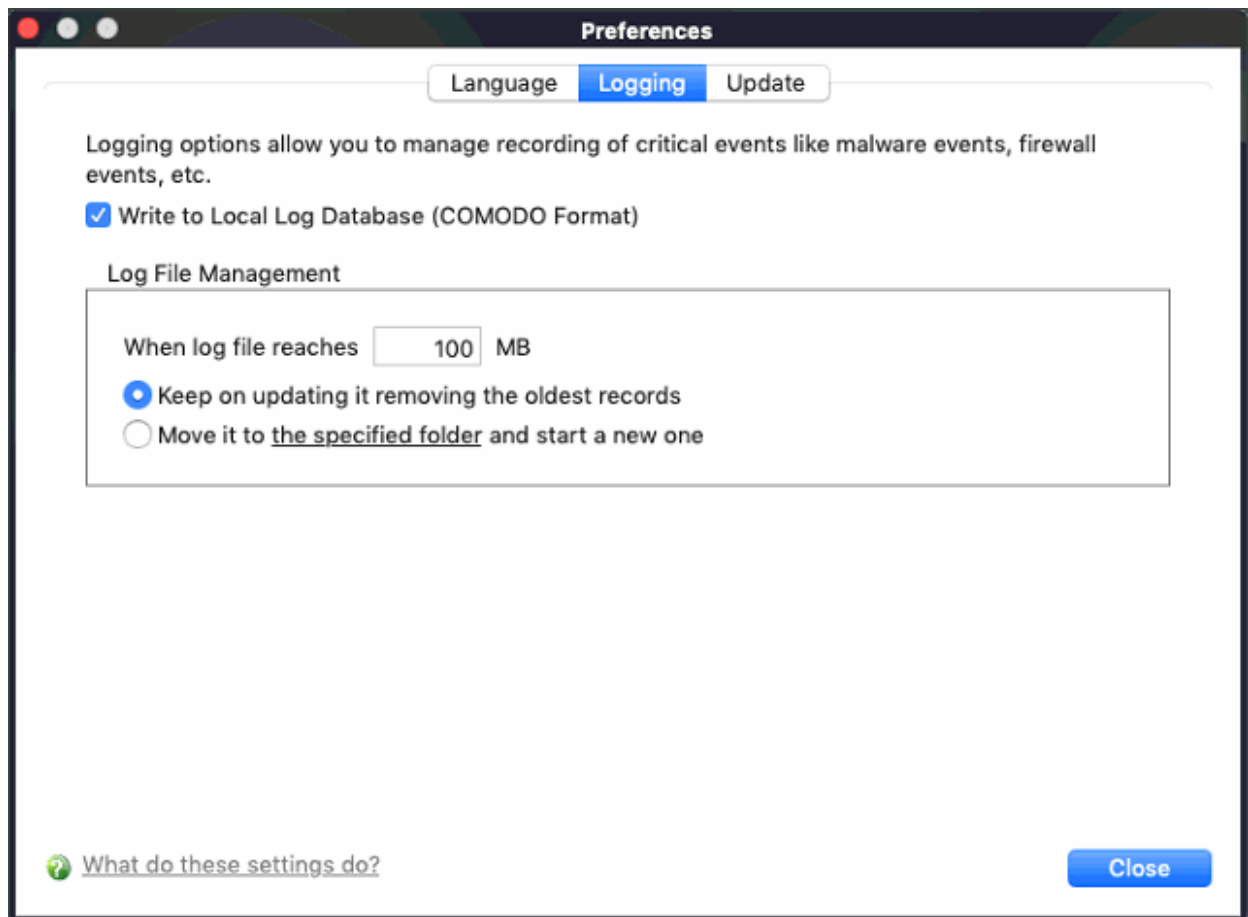 Preferences
Language Logging Update
Logging options allow you to manage recording of critical events like malware events, firewall
events, etc.
Write to Local Log Database (COMODO Format)
Log File Management
When log file reaches 100 MB
Keep on updating it removing the oldest records
Move it to the specified folder and start a new one
What do these settings do?
Close